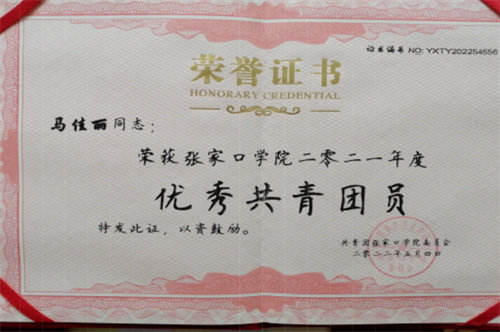 证书编号 NO: YXTY202254556
荣誉证书
HONORARY CREDENTIAL
马佳丽同志：
荣获张家口学院二零二一年度
优秀共青团员
特发此证，以资鼓励。
共青团张家口学院委员会
二零二二年五月四日